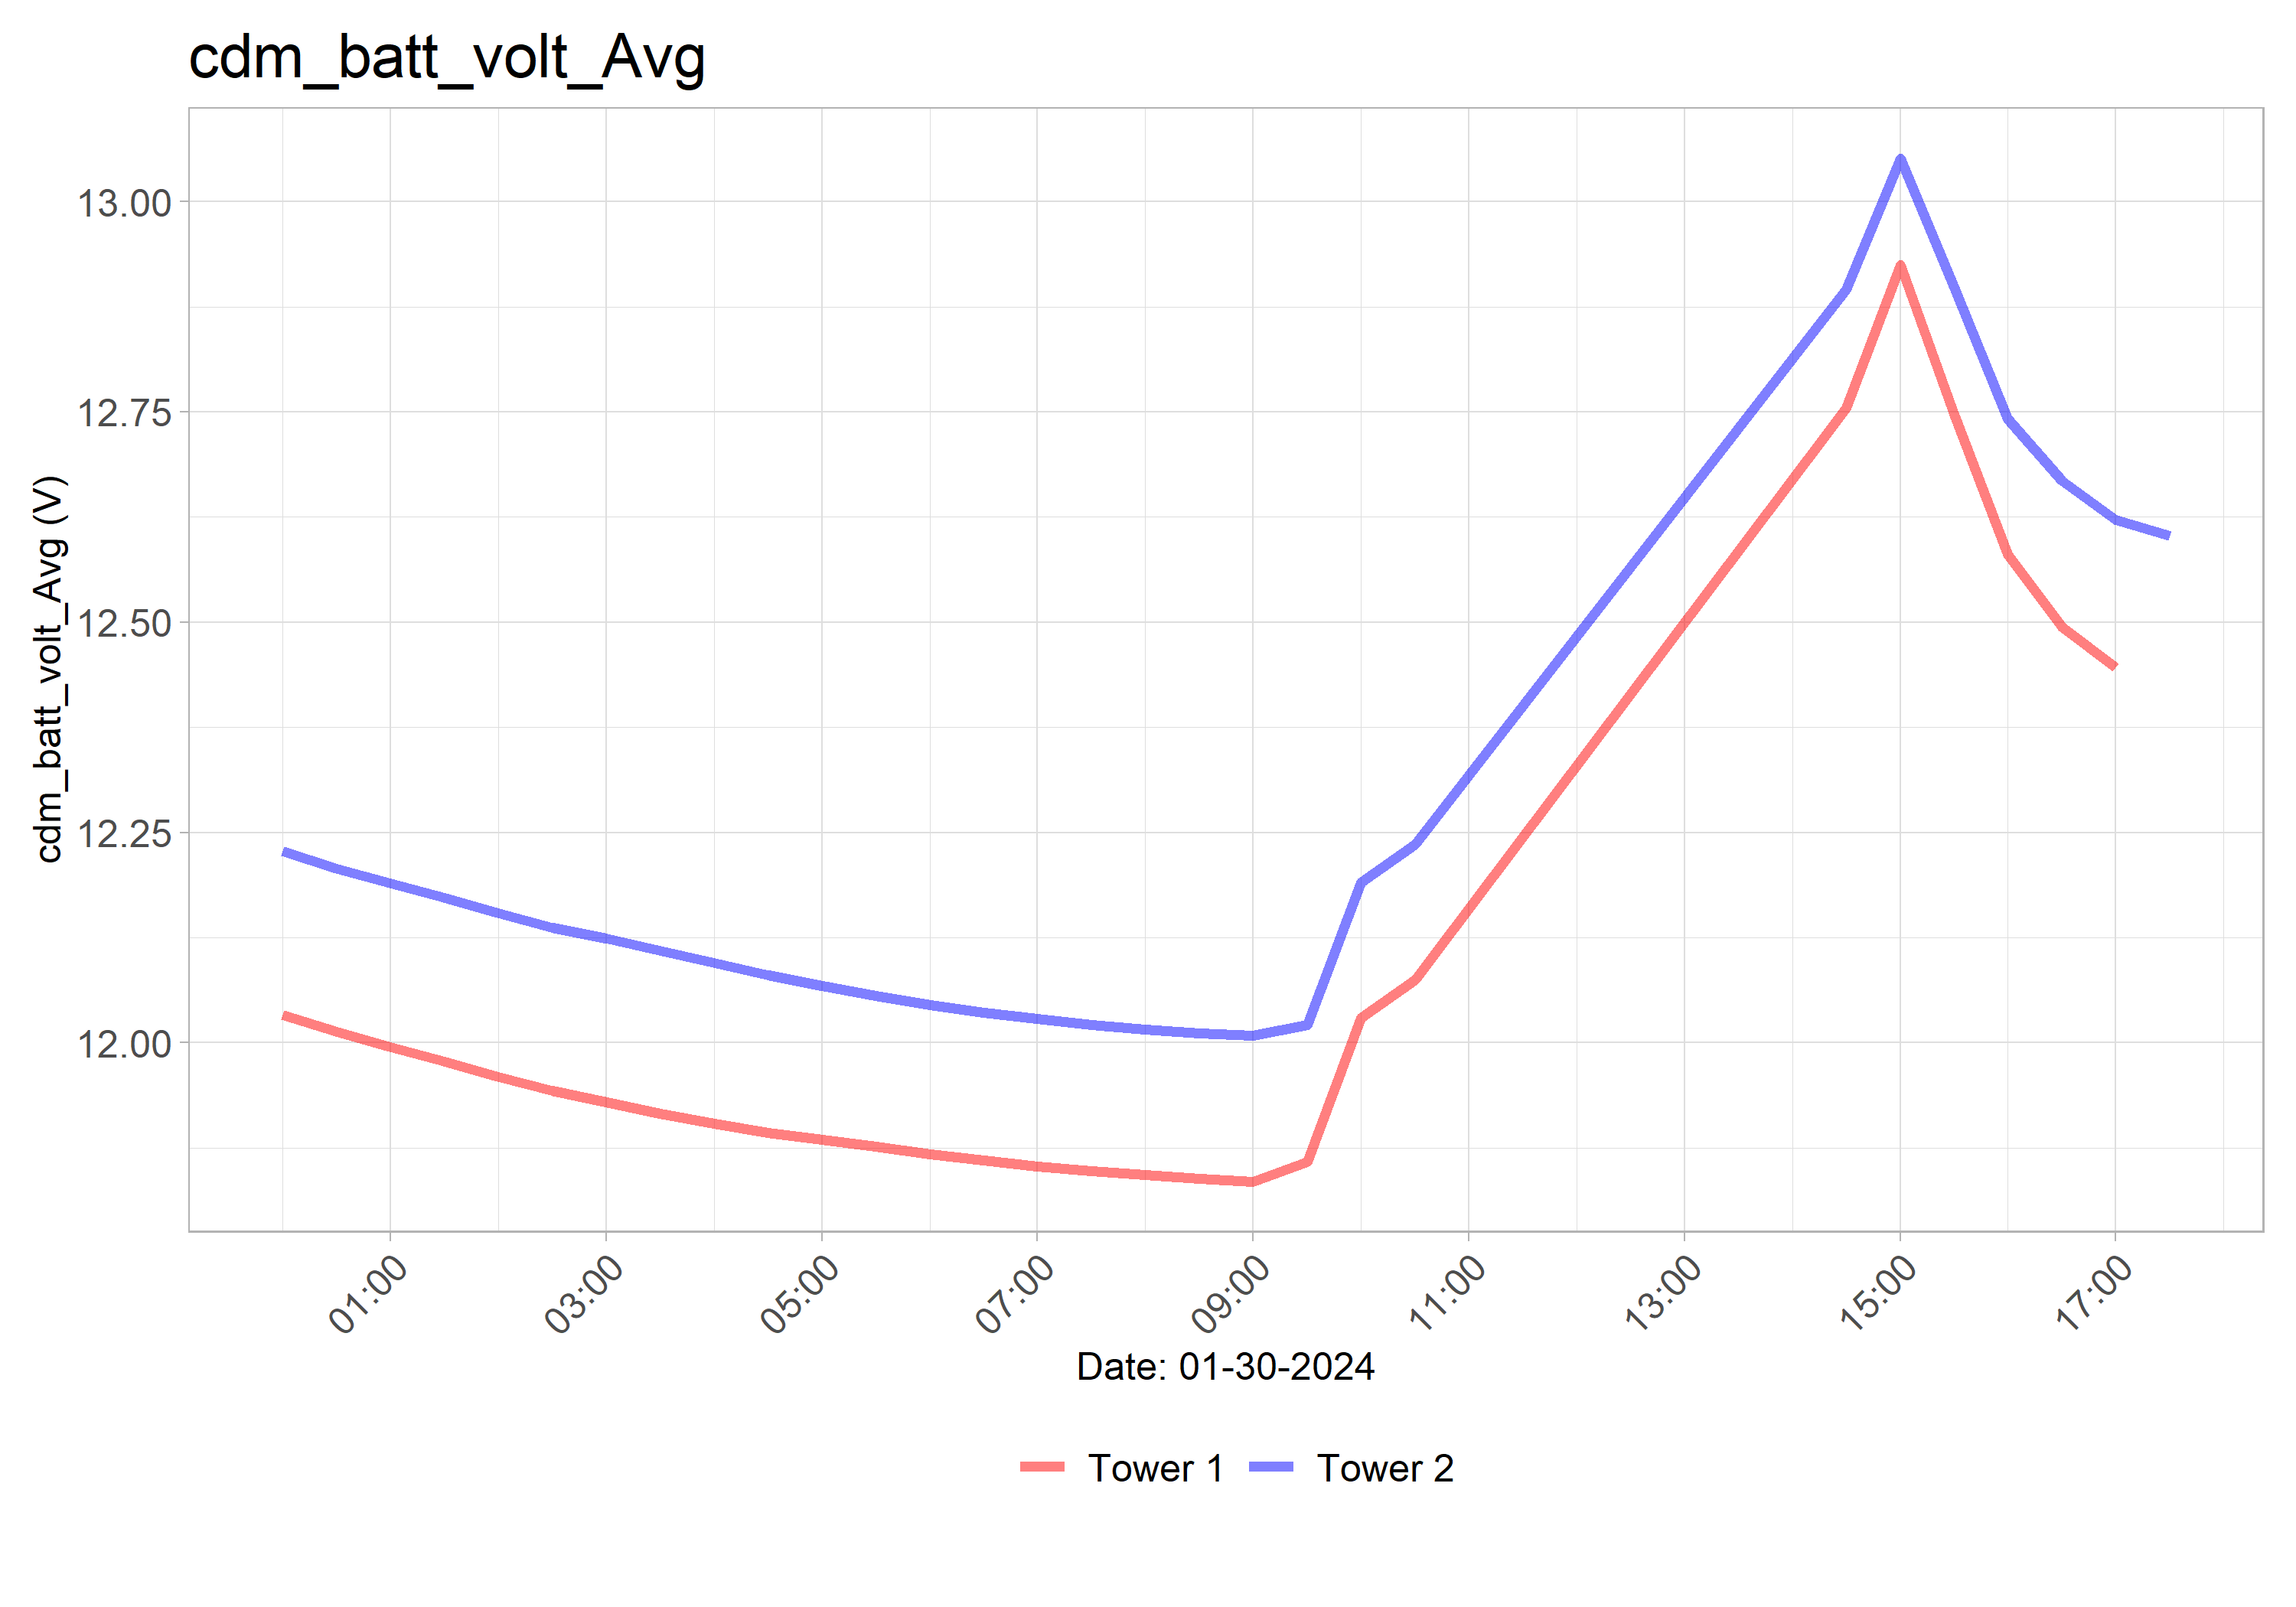 cdm_batt_volt_Avg
cdm_batt_volt_Avg (V)
13.00
12.75
12.50
12.25
12.00
01:00
03:00
05:00
07:00
09:00
11:00
13:00
15:00
17:00
Date: 01-30-2024
Tower 1
Tower 2